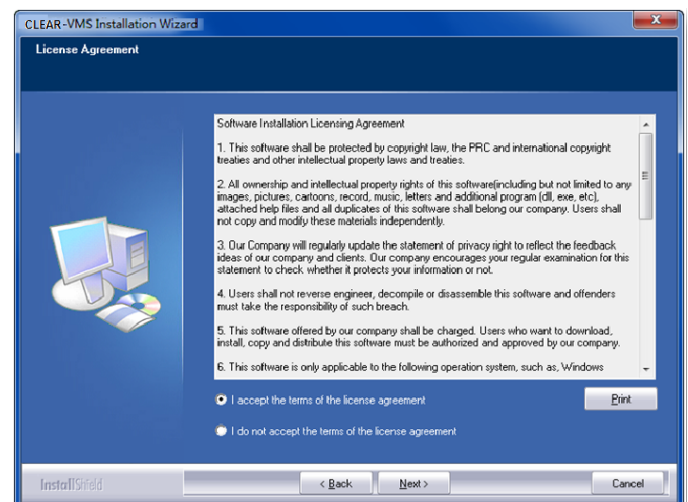 CLEAR-VMS Installation Wizard
License Agreement
Software Installation Licensing Agreement
1. This software shall be protected by copyright law, the PRC and international copyright
treaties and other intellectual property laws and treaties.
2. All ownership and intellectual property rights of this software(including but not limited to any
images, pictures, cartoons, record, music, letters and additional program (dll, exe, etc),
attached help files and all duplicates of this software shall belong our company. Users shall
not copy and modify these materials independently.
3. Our Company will regularly update the statement of privacy right to reflect the feedback
ideas of our company and clients. Our company encourages your regular examination for this
statement to check whether it protects your information or not.
4. Users shall not reverse engineer, decompile or disassemble this software and offenders
must take the responsibility of such breach.
5. This software offered by our company shall be charged. Users who want to download,
install, copy and distribute this software must be authorized and approved by our company.
6. This software is only applicable to the following operation system, such as, Windows
I accept the terms of the license agreement
Print
I do not accept the terms of the license agreement
InstallShield
< Back
Next >
Cancel